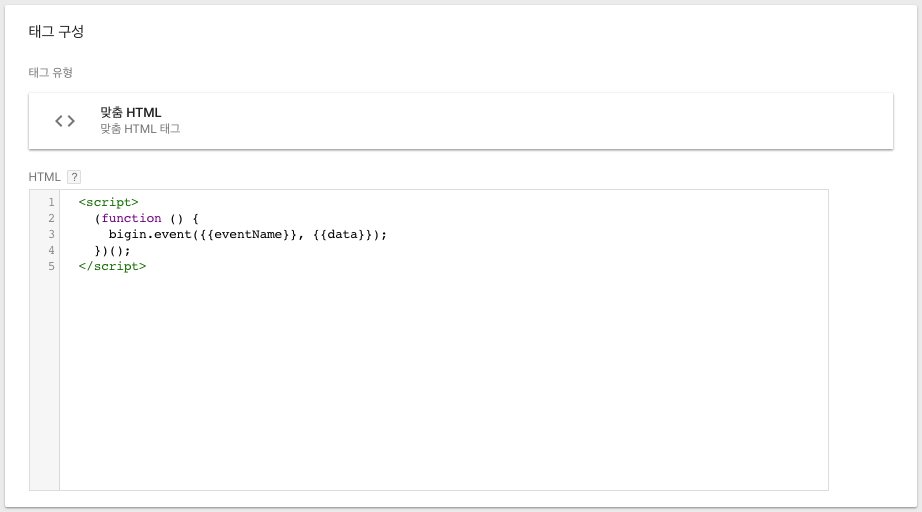 태그 구성
태그 유형
맞춤 HTML
맞춤 HTML 태그
HTML ?
1 <script>
2 (function () {
3 bigin.event({{eventName}}, {{data}});
4 })();
5 </script>